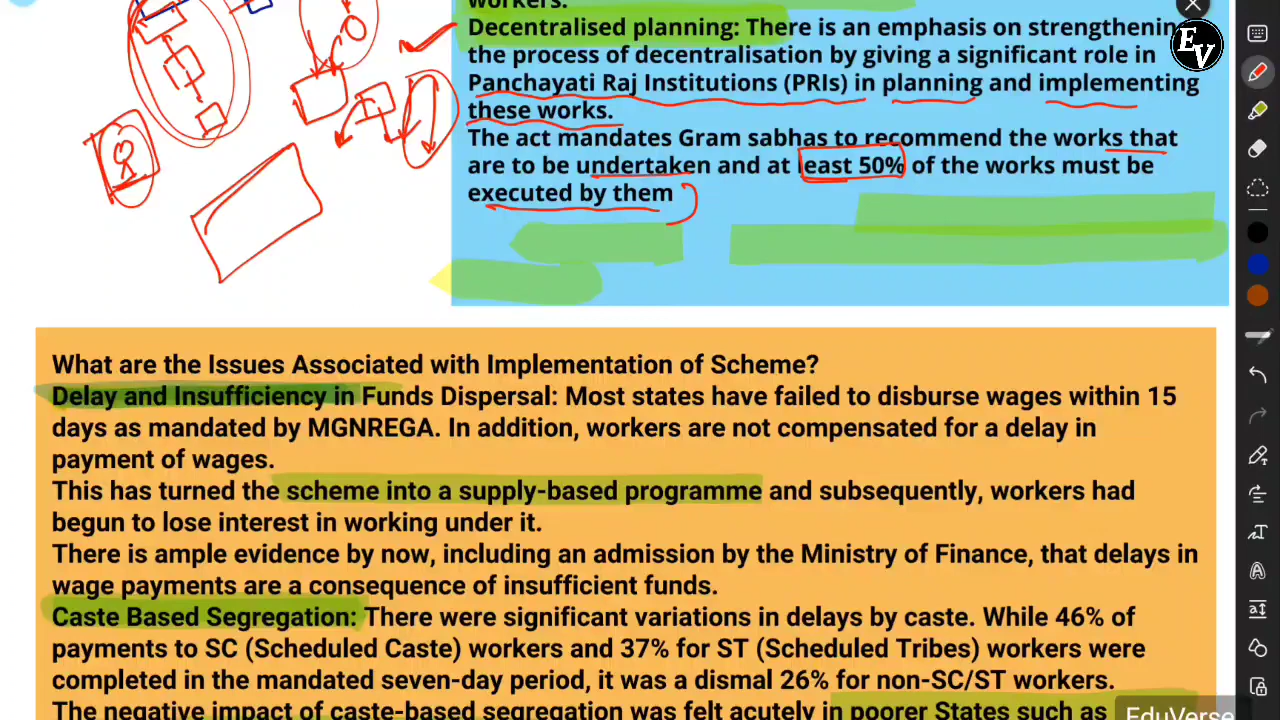 workers.
Decentralised planning: There is an emphasis on strengthenin
the process of decentralisation by giving a significant role in
Panchayati Raj Institutions (PRIs) in planning and implementing
these works.
The act mandates Gram sabhas to recommend the works that
are to be undertaken and at least 50% of the works must be
executed by them
EV
What are the Issues Associated with Implementation of Scheme?
Delay and Insufficiency in Funds Dispersal: Most states have failed to disburse wages within 15
days as mandated by MGNREGA. In addition, workers are not compensated for a delay in
payment of wages.
This has turned the scheme into a supply-based programme and subsequently, workers had
begun to lose interest in working under it.
There is ample evidence by now, including an admission by the Ministry of Finance, that delays in
wage payments are a consequence of insufficient funds.
Caste Based Segregation: There were significant variations in delays by caste. While 46% of
payments to SC (Scheduled Caste) workers and 37% for ST (Scheduled Tribes) workers were
completed in the mandated seven-day period, it was a dismal 26% for non-SC/ST workers.
The negative impact of caste-based segregation was felt acutely in poorer States such as
EduVerse